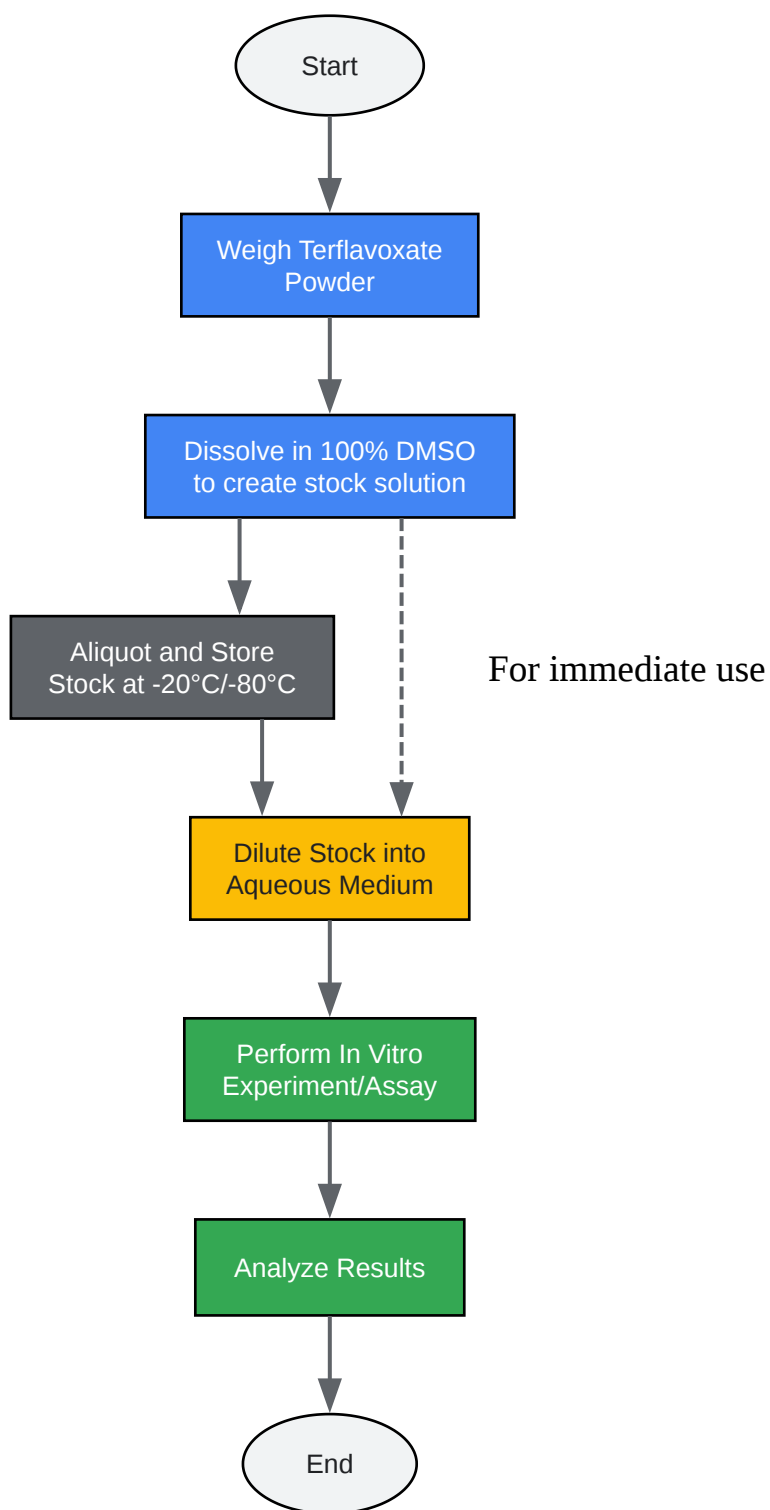 Start
Weigh Terflavoxate
Powder
Dissolve in 100% DMSO
to create stock solution
Aliquot and Store
Stock at -20°C/-80°C
For immediate use
Dilute Stock into
Aqueous Medium
Perform In Vitro
Experiment/Assay
Analyze Results
End